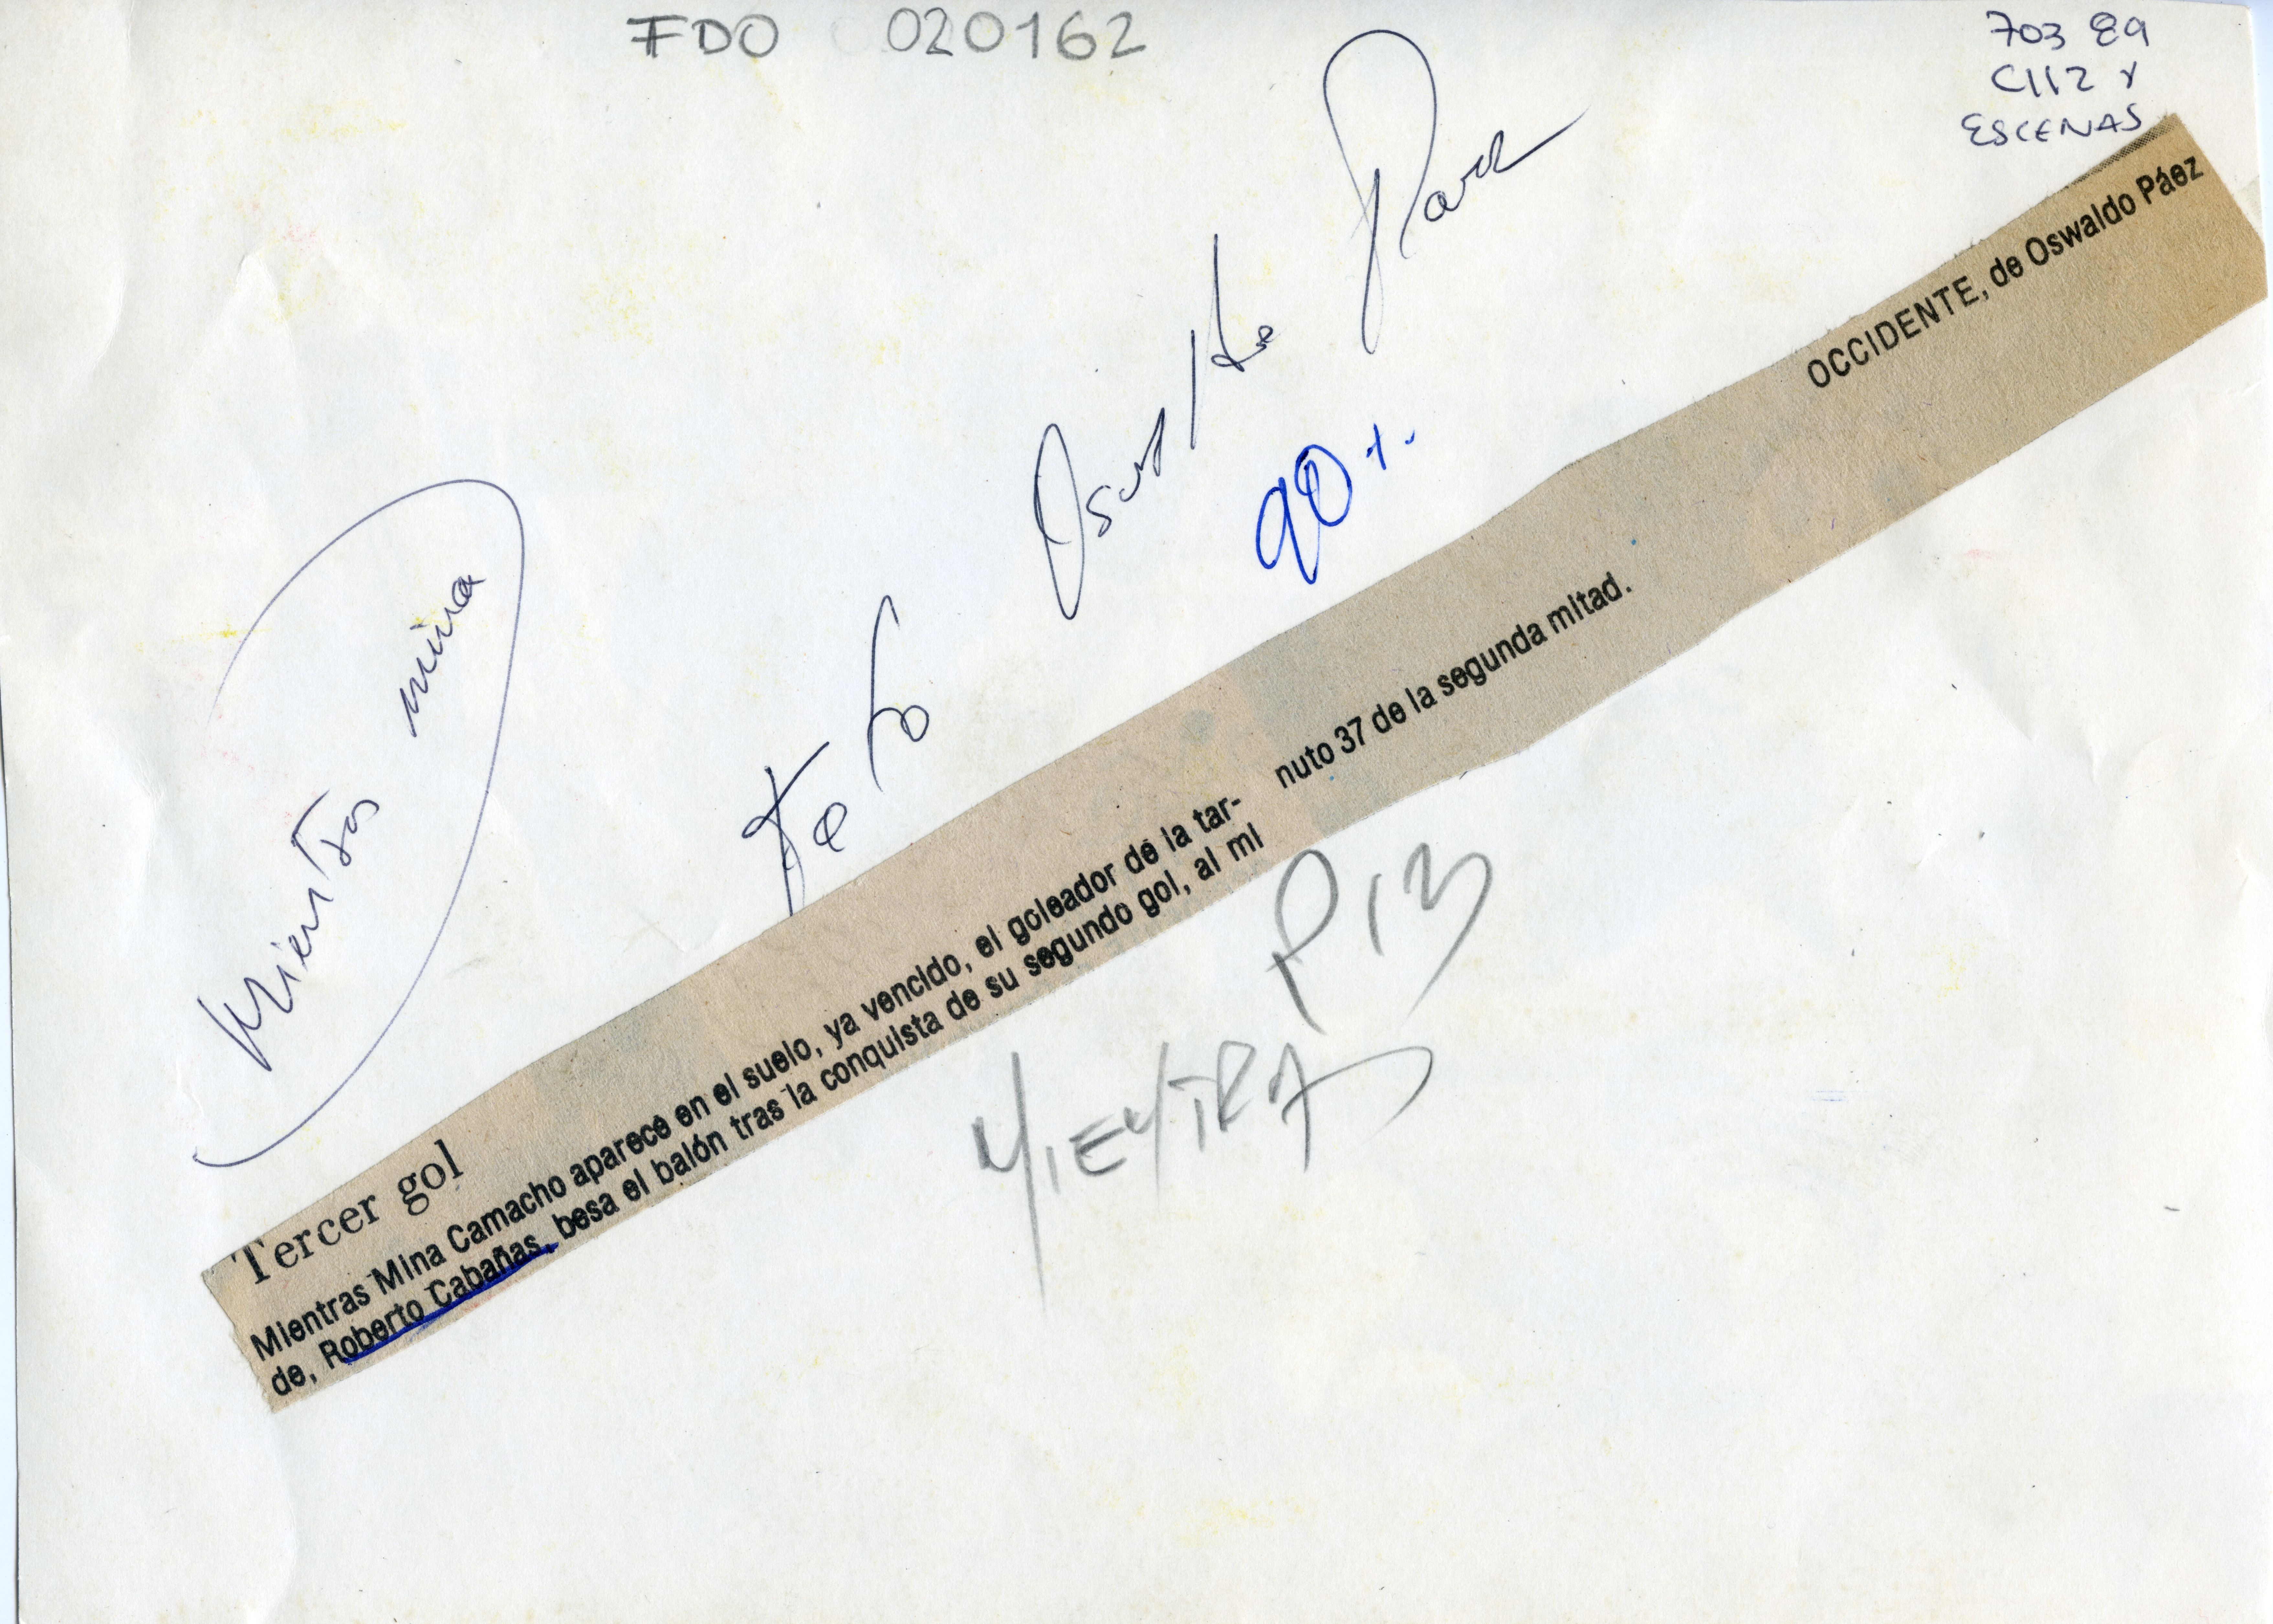 FDO 020162
703 89
C112 r
ESCENAS
Mientras mina
Foto Oswaldo Paez
90%
OCCIDENTE, de Oswaldo Páez
Tercer gol
Mientras Mina Camacho aparece en el suelo, ya vencido, el goleador de la tar-
de, Roberto Cabañas, besa el balón tras la conquista de su segundo gol, al mi
nuto 37 de la segunda mitad.
P13
MIENTRAS